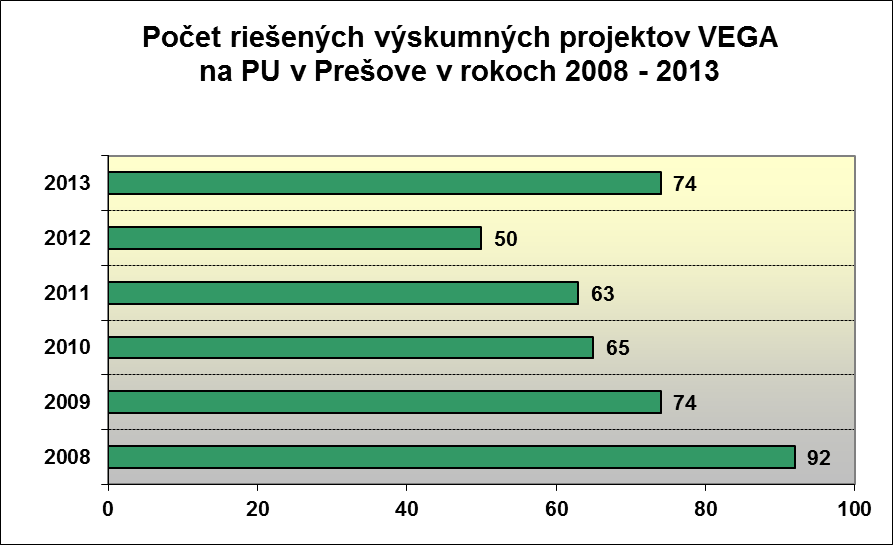 Počet riešených výskumných projektov VEGA
na PU v Prešove v rokoch 2008 - 2013
2013 74
2012 50
2011 63
2010 65
2009 74
2008 92
0 20 40 60 80 100